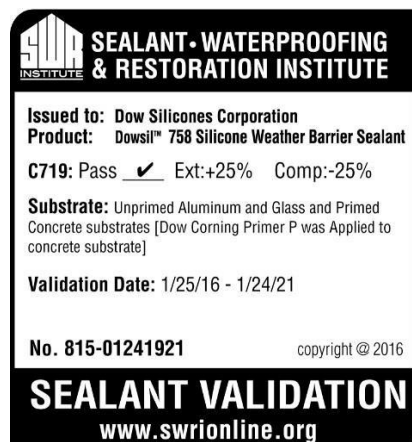 SWR
INSTITUTE
SEALANT • WATERPROOFING
& RESTORATION INSTITUTE
Issued to: Dow Silicones Corporation
Product: Dowsil™ 758 Silicone Weather Barrier Sealant
C719: Pass ✔ Ext:+25% Comp:-25%
Substrate: Unprimed Aluminum and Glass and Primed
Concrete substrates [Dow Corning Primer P was Applied to
concrete substrate]
Validation Date: 1/25/16 - 1/24/21
No. 815-01241921
copyright @ 2016
SEALANT VALIDATION
www.swrionline.org